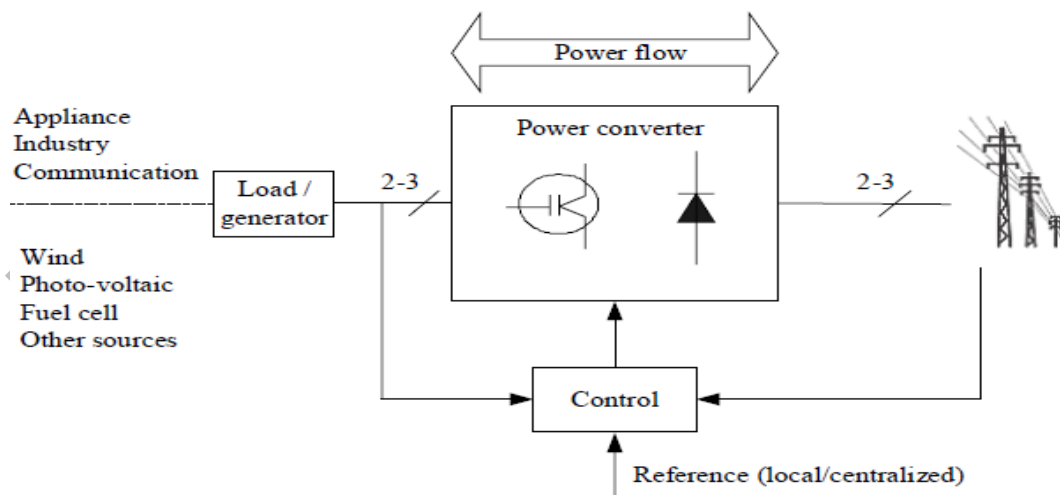 Power flow
Appliance
Industry
Communication
Power converter
Load /
generator
2-3
2-3
Wind
Photo-voltaic
Fuel cell
Other sources
Control
Reference (local/centralized)